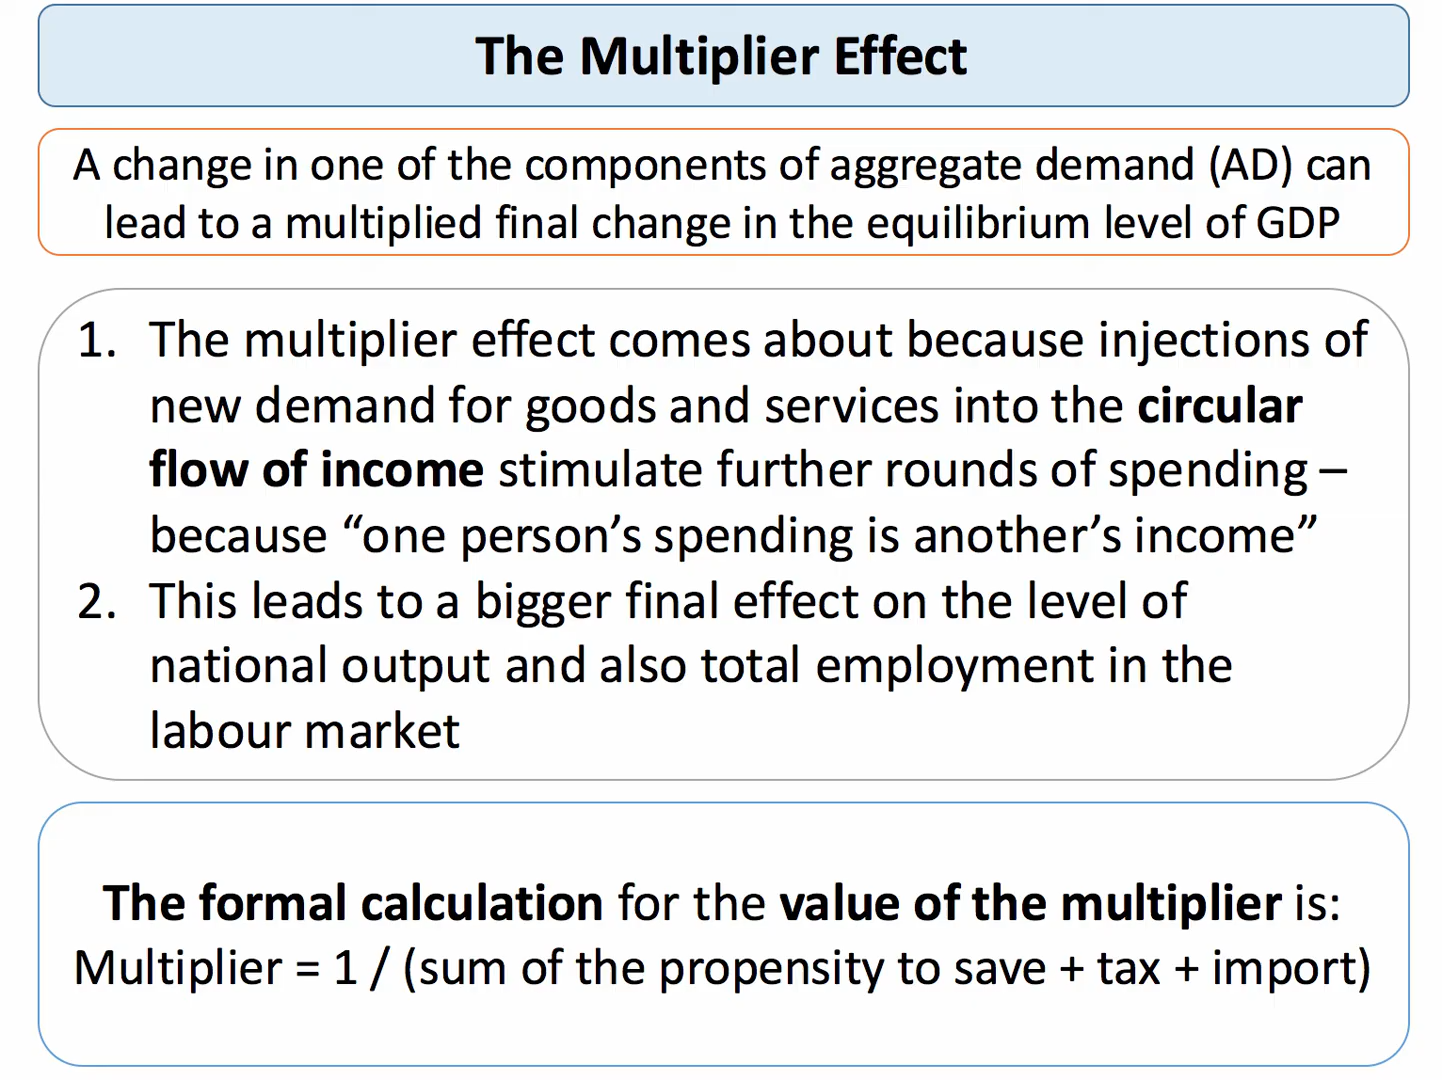 The Multiplier Effect
A change in one of the components of aggregate demand (AD) can
lead to a multiplied final change in the equilibrium level of GDP
1. The multiplier effect comes about because injections of
new demand for goods and services into the circular
flow of income stimulate further rounds of spending –
because “one person’s spending is another’s income”
2. This leads to a bigger final effect on the level of
national output and also total employment in the
labour market
The formal calculation for the value of the multiplier is:
Multiplier = 1 / (sum of the propensity to save + tax + import)